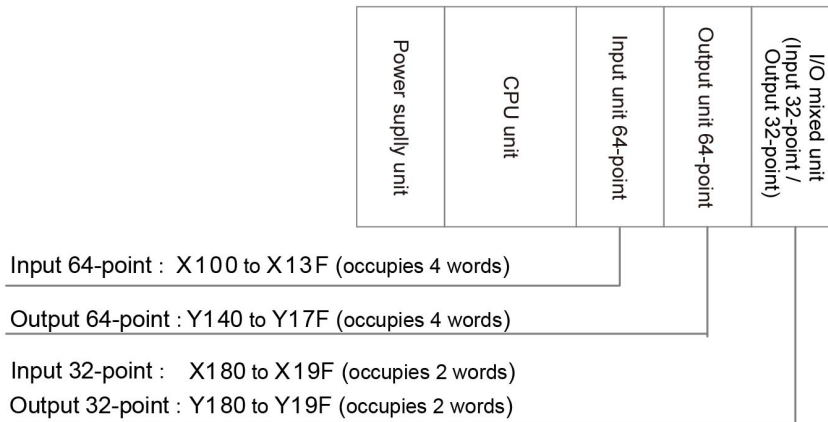 Power suplly unit
CPU unit
Input unit 64-point
Output unit 64-point
I/O mixed unit
(Input 32-point /
Output 32-point)
Input 64-point : X100 to X13F (occupies 4 words)
Output 64-point : Y140 to Y17F (occupies 4 words)
Input 32-point : X180 to X19F (occupies 2 words)
Output 32-point : Y180 to Y19F (occupies 2 words)